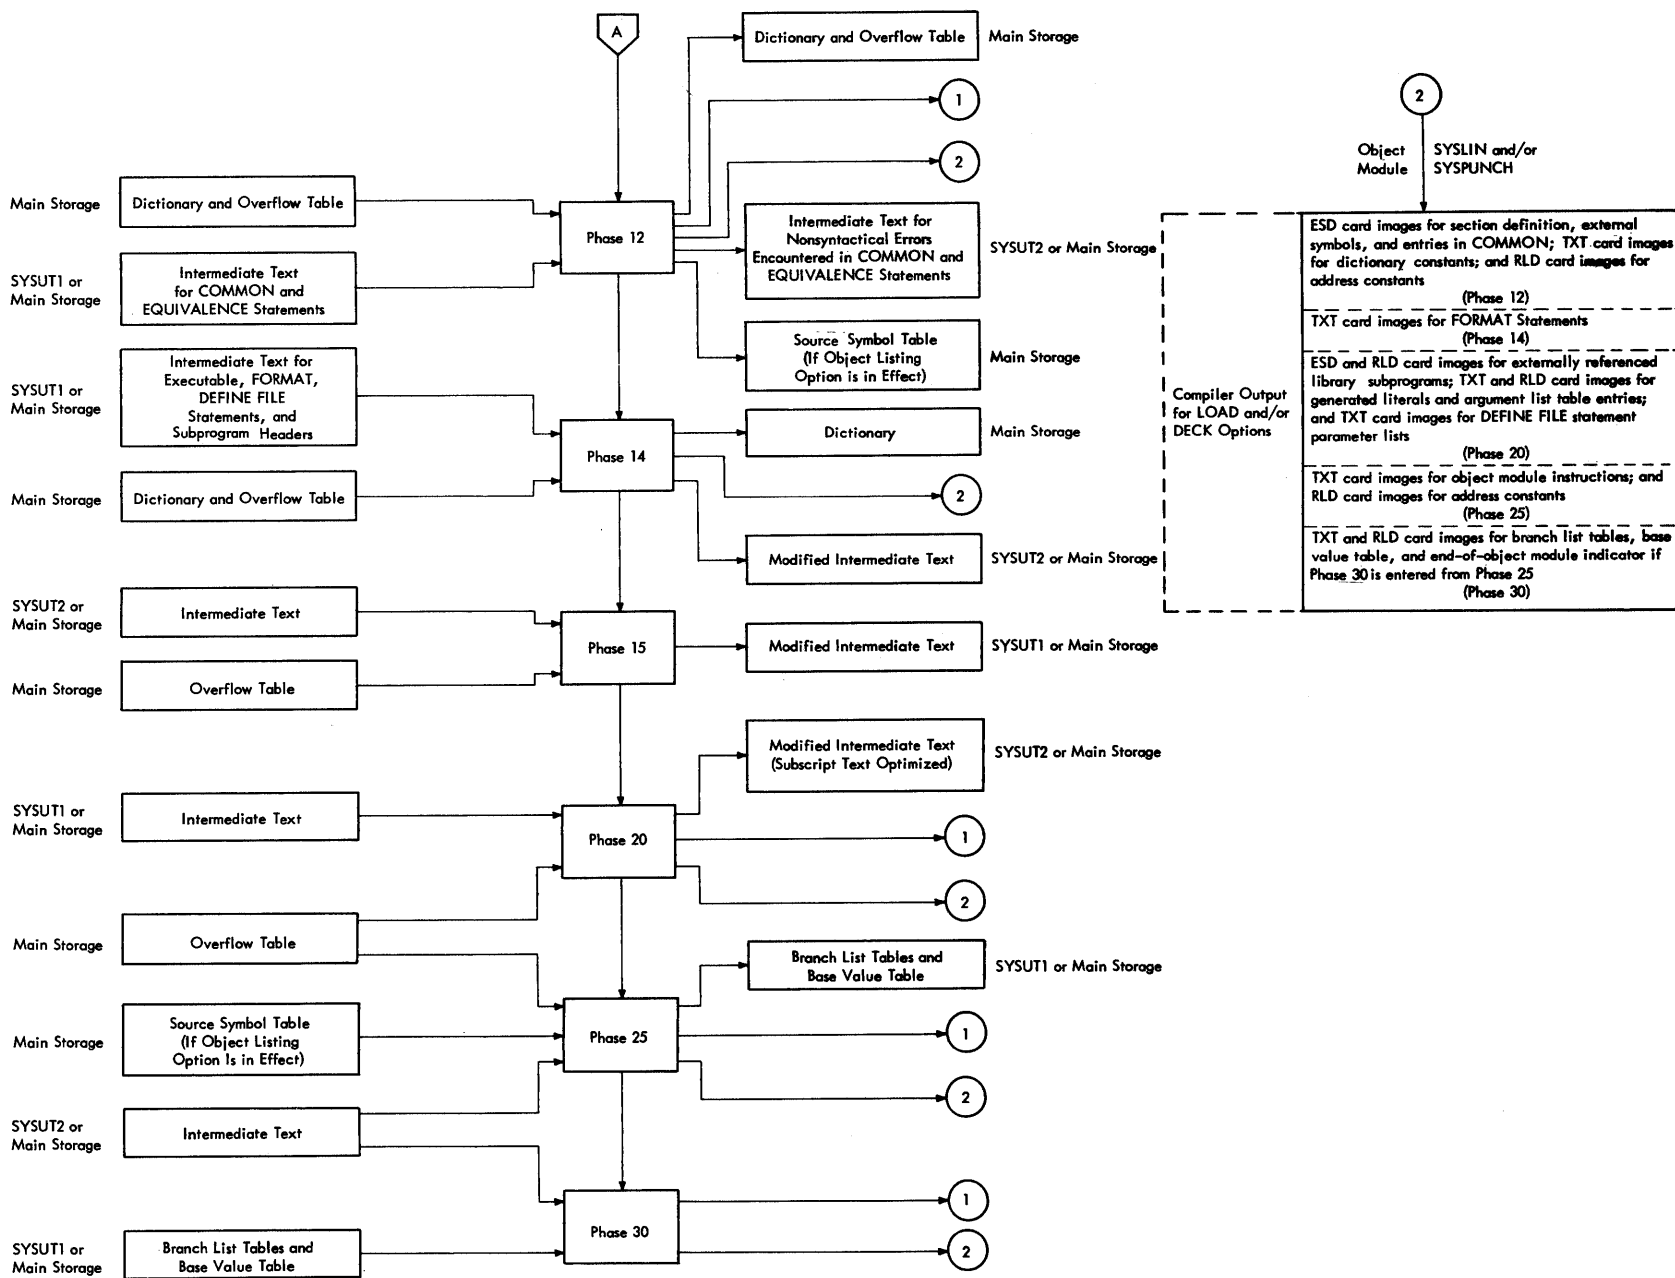 A
Dictionary and Overflow Table
Main Storage
1
2
Main Storage
Dictionary and Overflow Table
Phase 12
Intermediate Text for
Nonsyntactical Errors
Encountered in COMMON and
EQUIVALENCE Statements
SYSUT2 or Main Storage
SYSUT1 or
Main Storage
Intermediate Text
for COMMON and
EQUIVALENCE Statements
Source Symbol Table
(If Object Listing
Option is in Effect)
Main Storage
SYSUT1 or
Main Storage
Intermediate Text for
Executable, FORMAT,
DEFINE FILE
Statements, and
Subprogram Headers
Phase 14
Dictionary
Main Storage
Main Storage
Dictionary and Overflow Table
2
Modified Intermediate Text
SYSUT2 or Main Storage
SYSUT2 or
Main Storage
Intermediate Text
Phase 15
Modified Intermediate Text
SYSUT1 or Main Storage
Main Storage
Overflow Table
Modified Intermediate Text
(Subscript Text Optimized)
SYSUT2 or Main Storage
SYSUT1 or
Main Storage
Intermediate Text
Phase 20
1
2
Main Storage
Overflow Table
Branch List Tables and
Base Value Table
SYSUT1 or Main Storage
Main Storage
Source Symbol Table
(If Object Listing
Option Is in Effect)
Phase 25
1
2
SYSUT2 or
Main Storage
Intermediate Text
Phase 30
1
2
SYSUT1 or
Main Storage
Branch List Tables and
Base Value Table
2
Object
Module
SYSLIN and/or
SYSPUNCH
Compiler Output
for LOAD and/or
DECK Options
ESD card images for section definition, external
symbols, and entries in COMMON; TXT card images
for dictionary constants; and RLD card images for
address constants
(Phase 12)
TXT card images for FORMAT Statements
(Phase 14)
ESD and RLD card images for externally referenced
library subprograms; TXT and RLD card images for
generated literals and argument list table entries;
and TXT card images for DEFINE FILE statement
parameter lists
(Phase 20)
TXT card images for object module instructions; and
RLD card images for address constants
(Phase 25)
TXT and RLD card images for branch list tables, base
value table, and end-of-object module indicator if
Phase 30 is entered from Phase 25
(Phase 30)